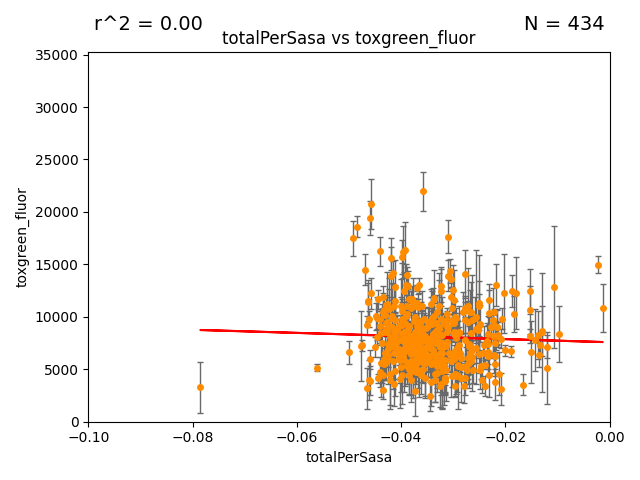 r^2 = 0.00
N = 434
totalPerSasa vs toxgreen_fluor
35000
30000
25000
20000
15000
10000
5000
0
toxgreen_fluor
−0.10
−0.08
−0.06
−0.04
−0.02
0.00
totalPerSasa